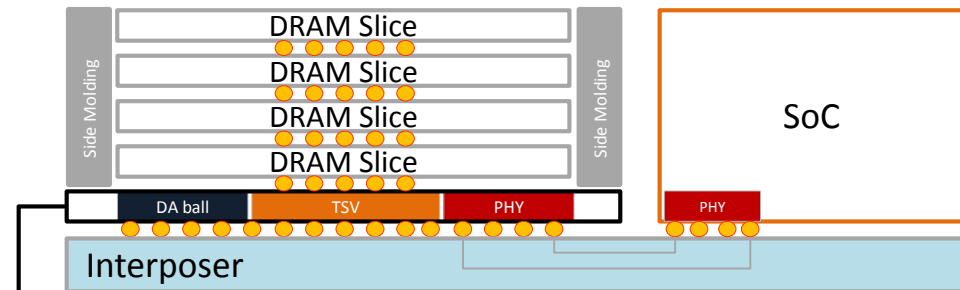 DRAM Slice
DRAM Slice
DRAM Slice
DRAM Slice
Side Molding
Side Molding
SoC
DA ball
TSV
PHY
PHY
Interposer